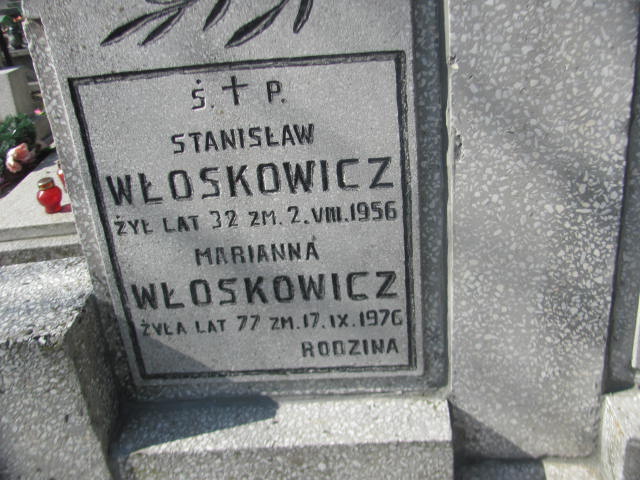 Ś. † P.
STANISŁAW
WŁOSKOWICZ
ŻYŁ LAT 32 ZM. 2.VIII.1956
MARIANNA
WŁOSKOWICZ
ŻYŁA LAT 77 ZM.17.IX.1976
RODZINA